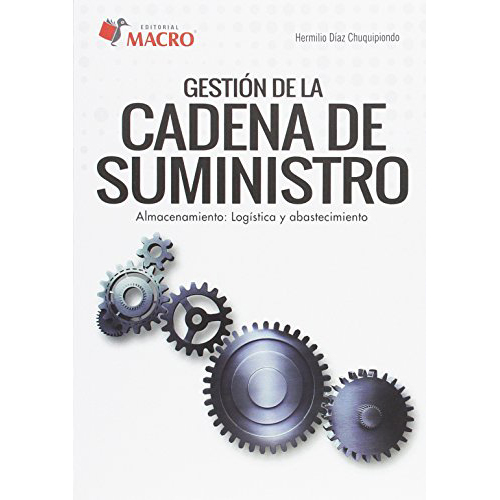 EDITORIAL
MACRO®
Hermilio Díaz Chuquipiondo
GESTIÓN DE LA
CADENA DE
SUMINISTRO
Almacenamiento: Logística y abastecimiento